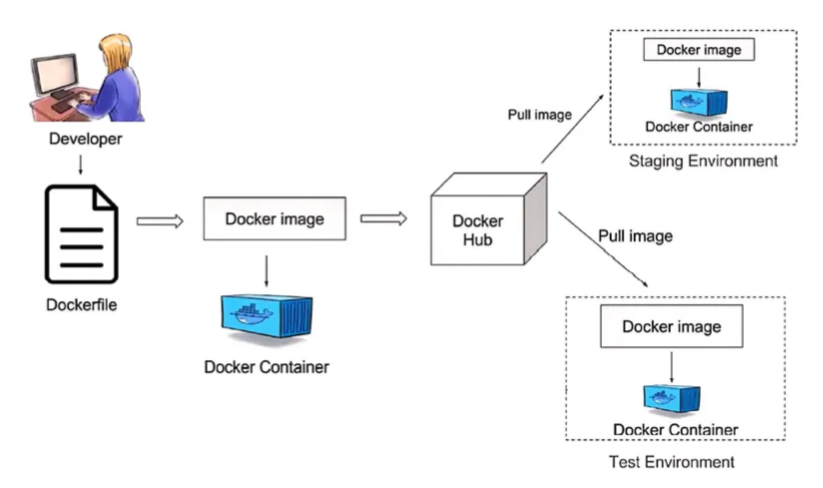 Developer
Dockerfile
Docker image
Docker Container
Docker
Hub
Pull image
Docker image
Docker Container
Staging Environment
Pull image
Docker image
Docker Container
Test Environment